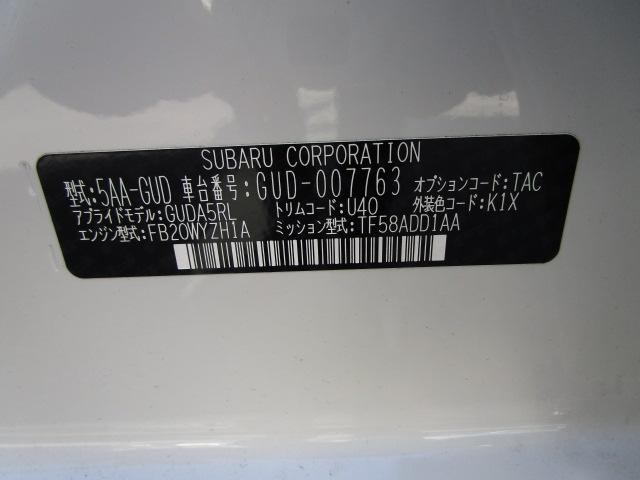 SUBARU CORPORATION
型式:5AA-GUD 車台番号:GUD-007763 オプションコード:TAC
アプライドモデル:GUDA5RL トリムコード:U40 外装色コード:K1X
エンジン型式:FB20WYZH1A ミッション型式:TF58ADD1AA